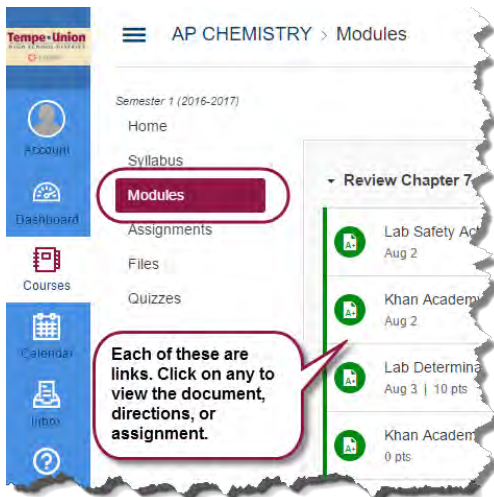 Tempe Union
HIGH SCHOOL DISTRICT
AP CHEMISTRY > Modules
Semester 1 (2016-2017)
Home
Syllabus
Modules
Assignments
Files
Quizzes
Account
Dashboard
Courses
Calendar
Inbox
Review Chapter 7
Lab Safety Act
Aug 2
Khan Academy
Aug 2
Lab Determina
Aug 3 | 10 pts
Khan Academ
0 pts
Each of these are
links. Click on any to
view the document,
directions, or
assignment.